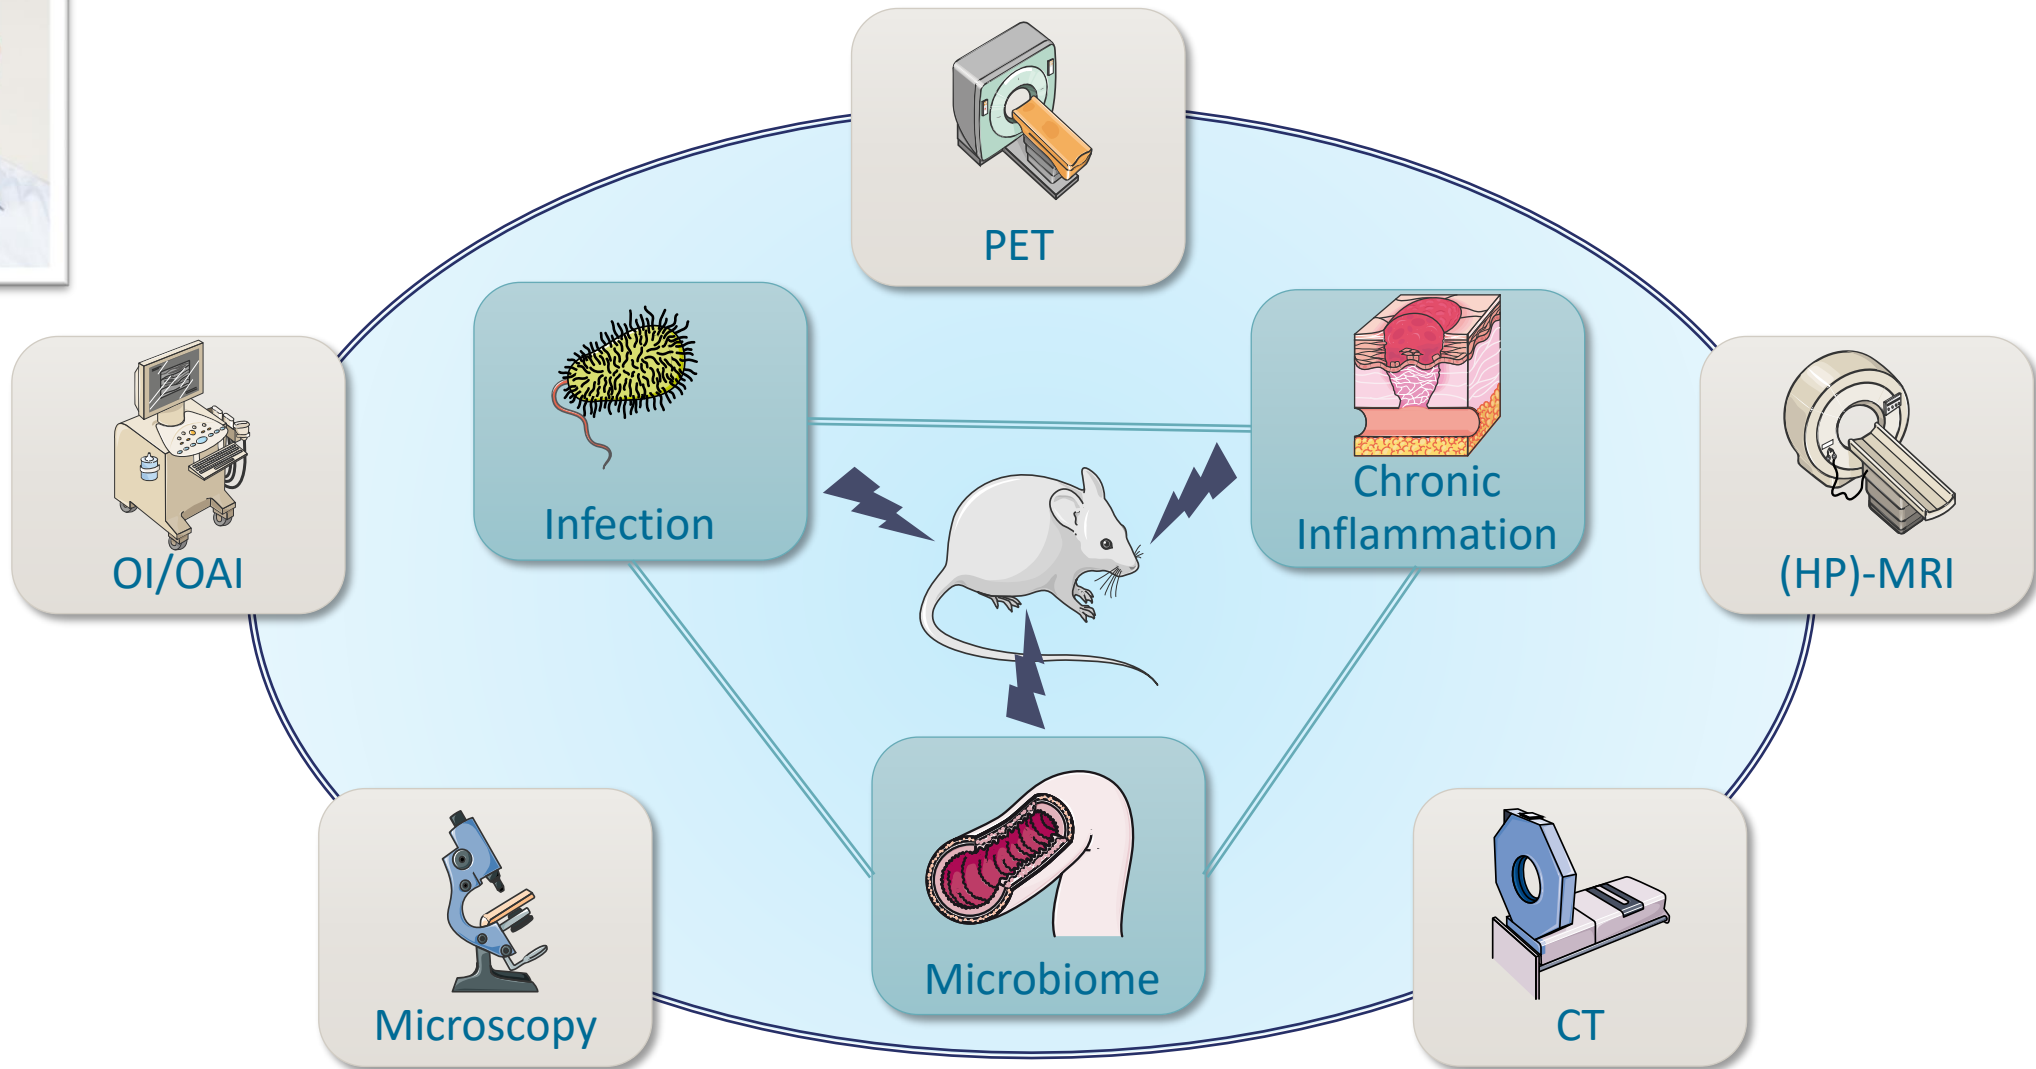 PET
Infection
Chronic
Inflammation
OI/OAI
(HP)-MRI
Microbiome
Microscopy
CT